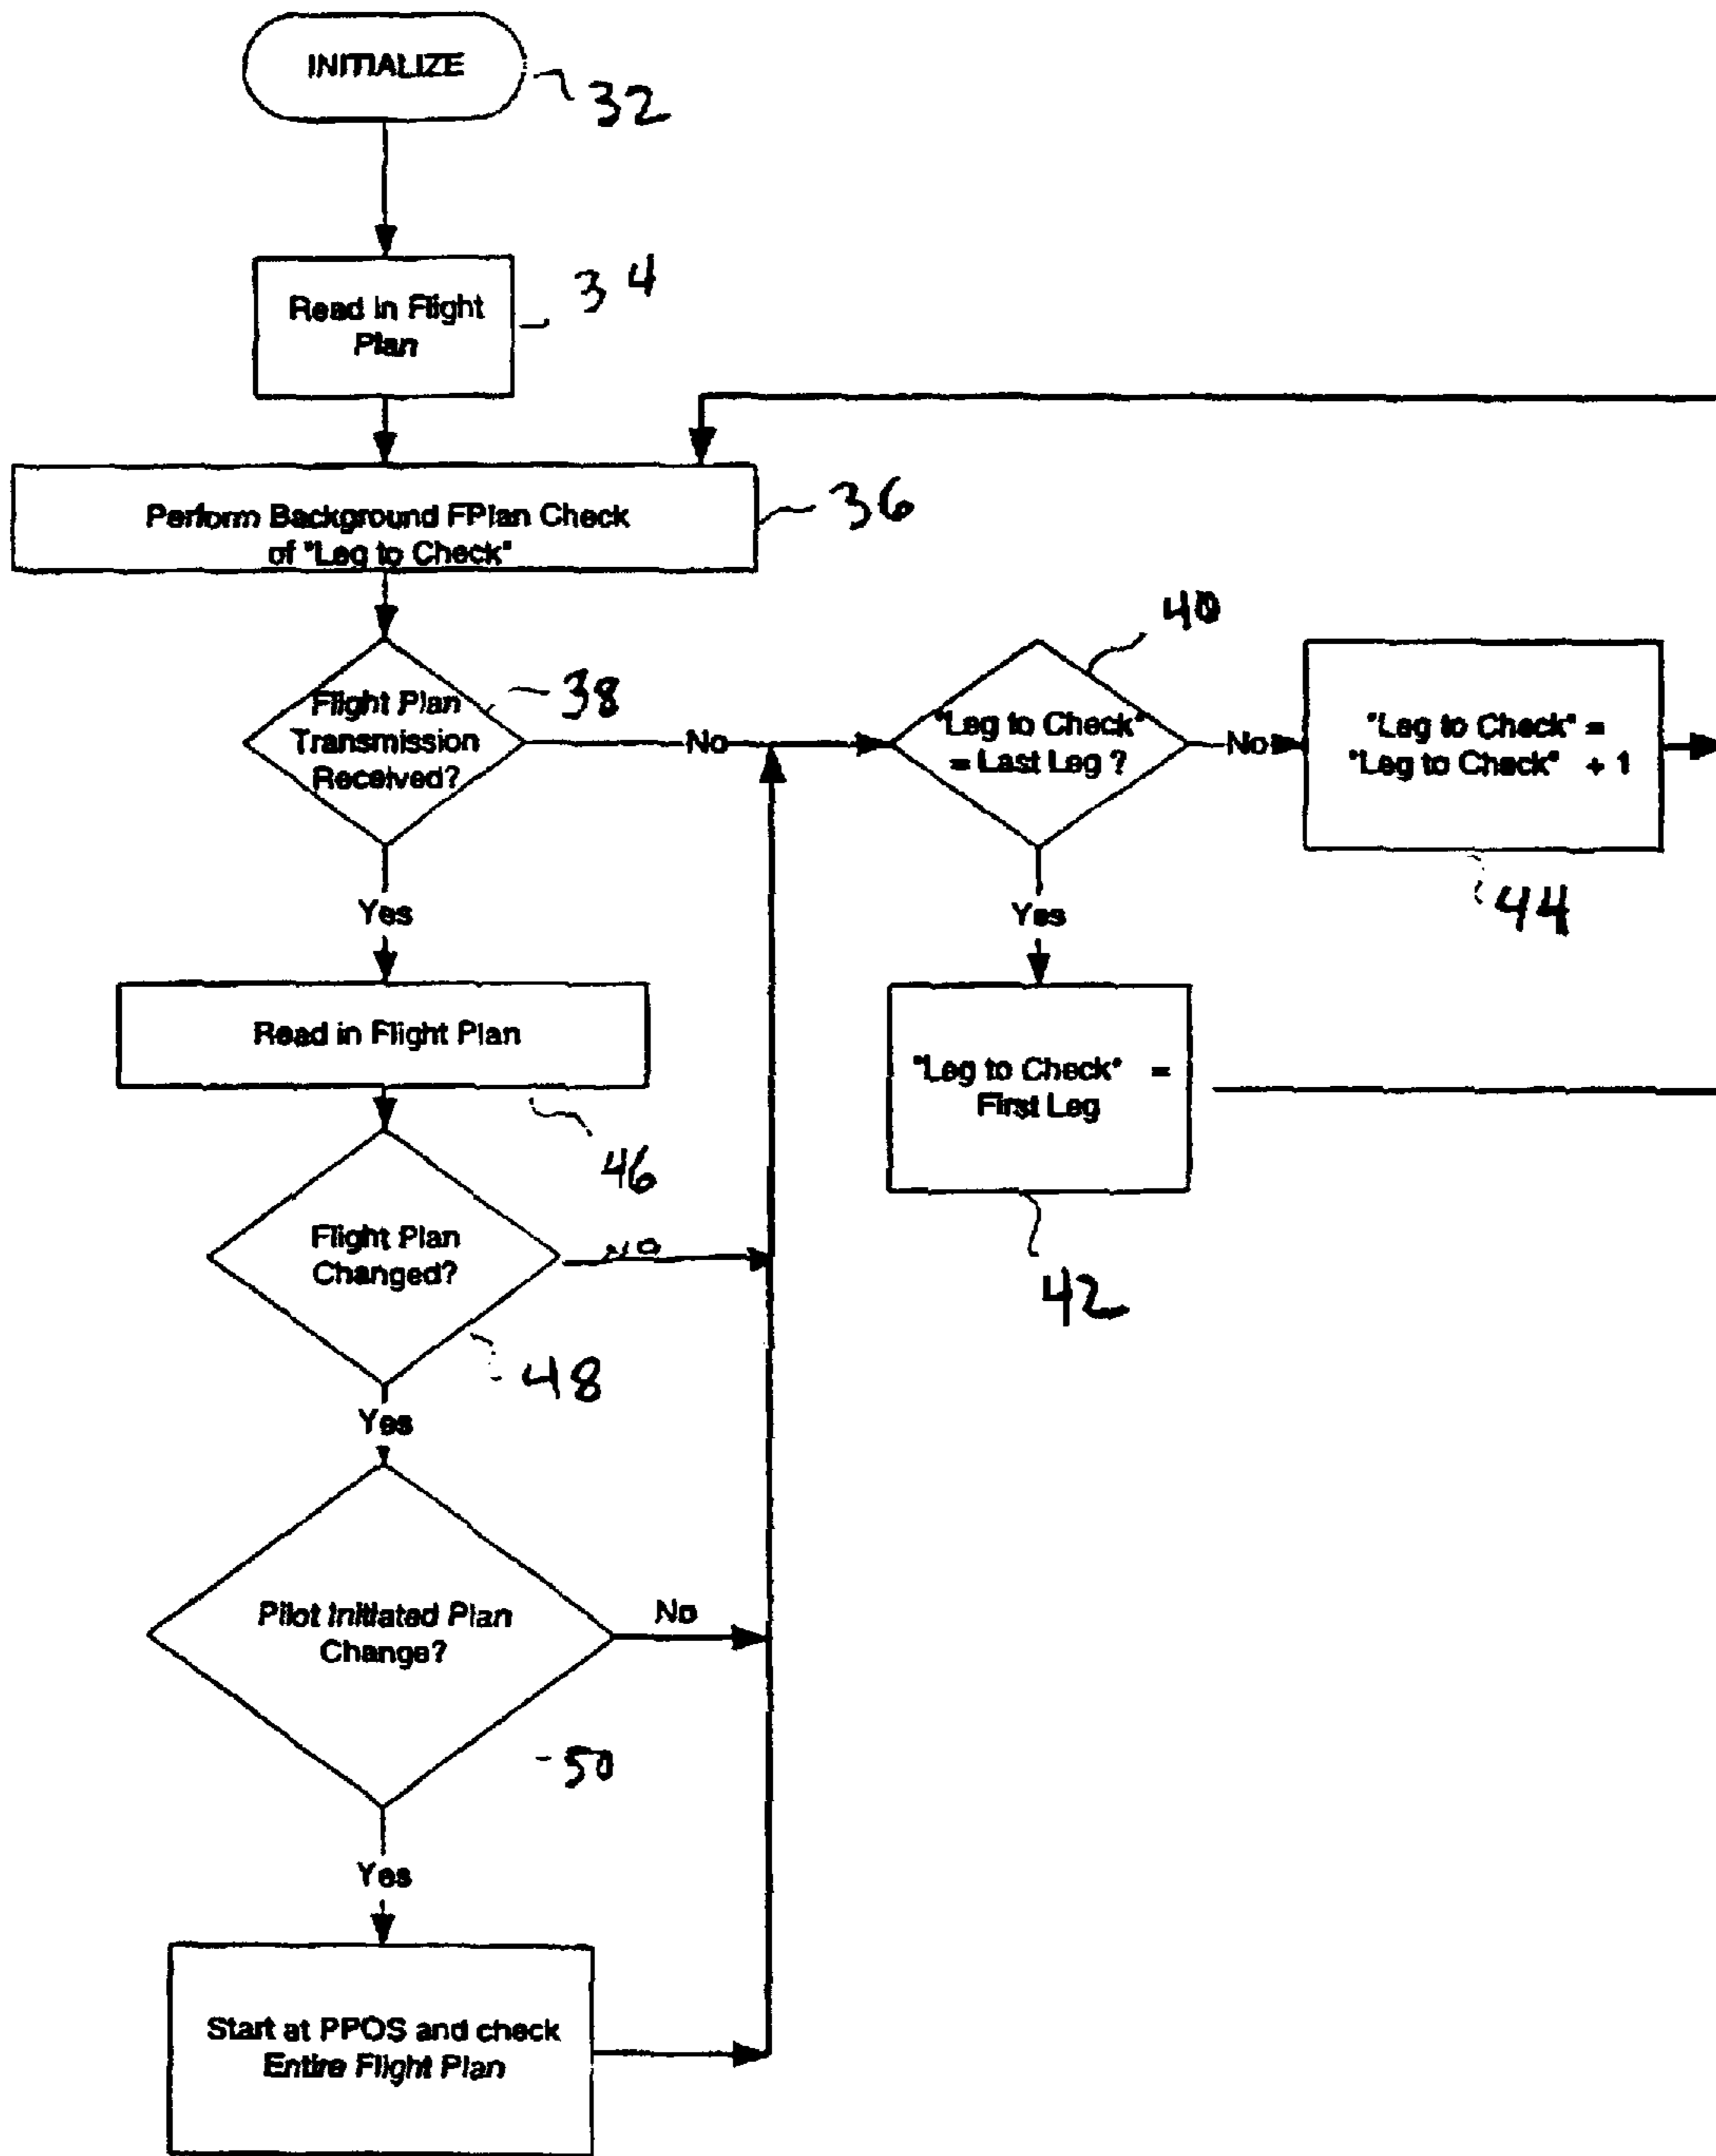 INITIALIZE
32
Read in Flight
Plan
34
Perform Background FPlan Check
of "Leg to Check"
36
Flight Plan
Transmission
Received?
38
No
"Leg to Check"
= Last Leg ?
40
No
"Leg to Check" =
"Leg to Check" + 1
44
Yes
Yes
Read in Flight Plan
46
"Leg to Check" =
First Leg
42
Flight Plan
Changed?
No
48
Yes
Pilot Initiated Plan
Change?
No
50
Yes
Start at PPOS and check
Entire Flight Plan